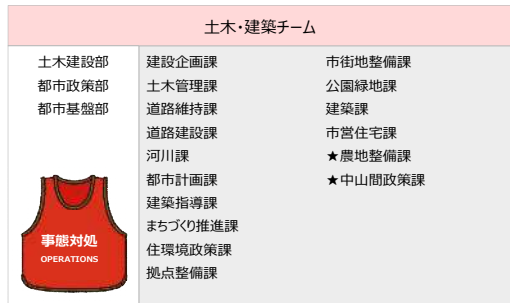 土木・建築チーム
土木建設部
都市政策部
都市基盤部
事態対処
OPERATIONS
建設企画課
土木管理課
道路維持課
道路建設課
河川課
都市計画課
建築指導課
まちづくり推進課
住環境政策課
拠点整備課
市街地整備課
公園緑地課
建築課
市営住宅課
★農地整備課
★中山間政策課